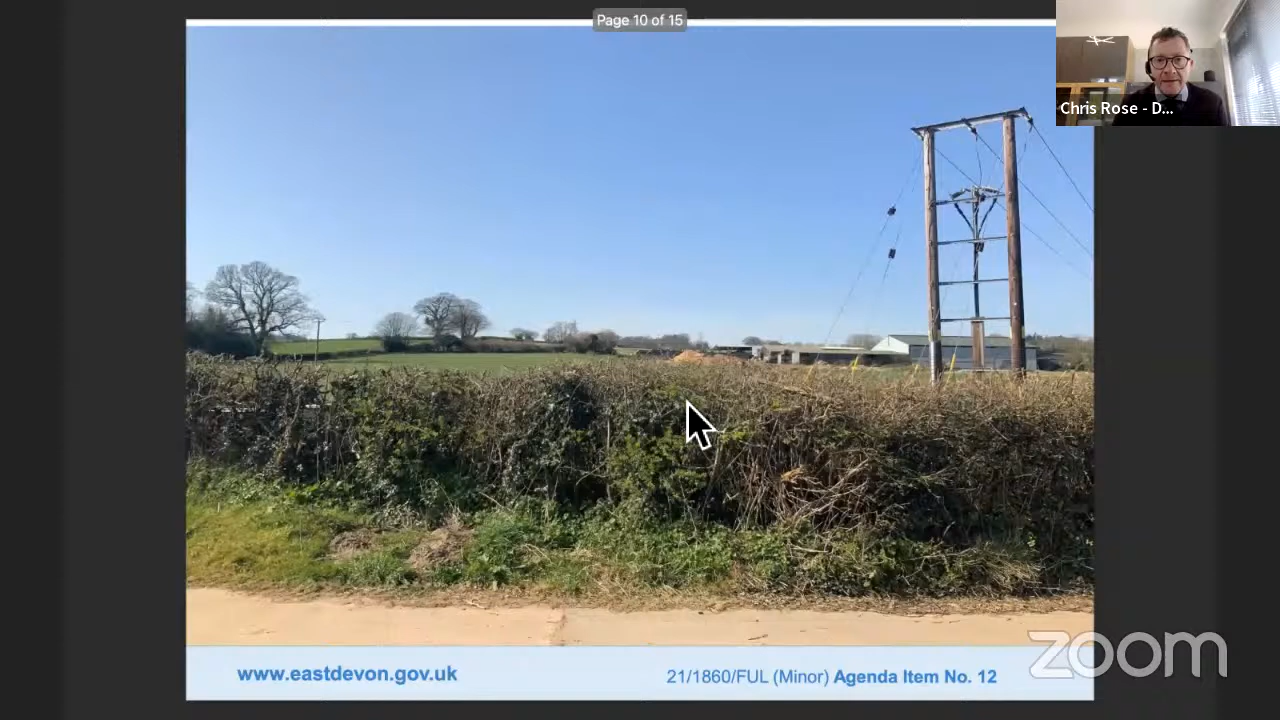 Page 10 of 15
Chris Rose - D...
www.eastdevon.gov.uk
21/1860/FUL (Minor) Agenda Item No. 12
zoom